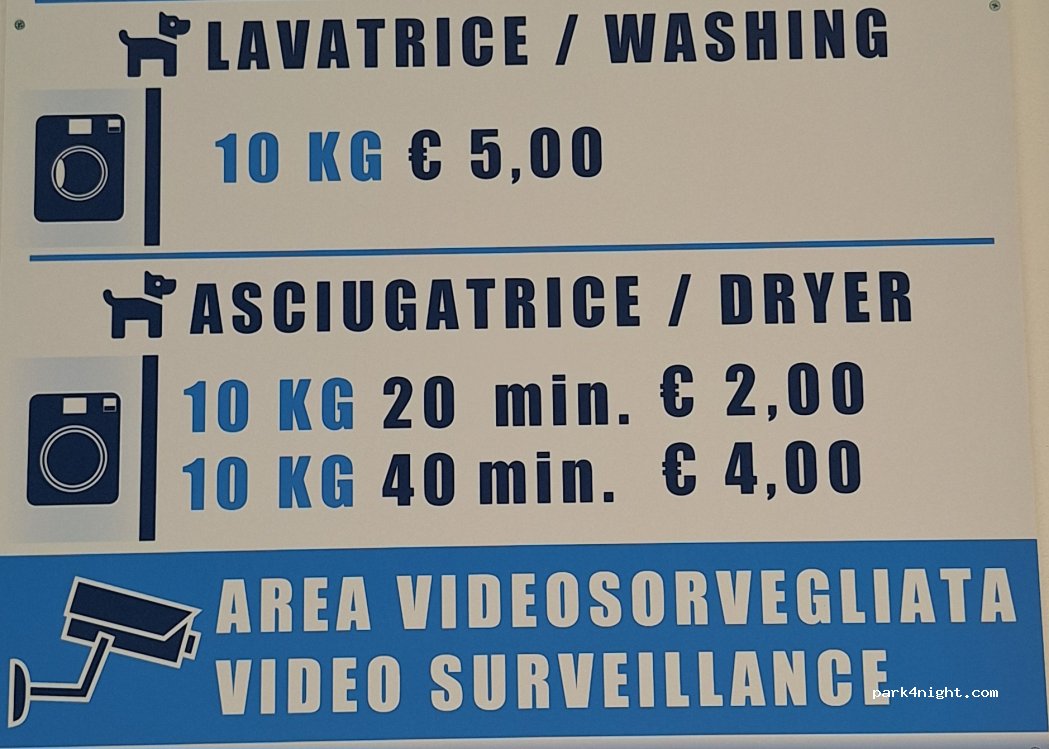 LAVATRICE / WASHING
10 KG € 5,00
ASCIUGATRICE / DRYER
10 KG 20 min. € 2,00
10 KG 40 min. € 4,00
AREA VIDEOSORVEGLIATA
VIDEO SURVEILLANCE
park4night.com